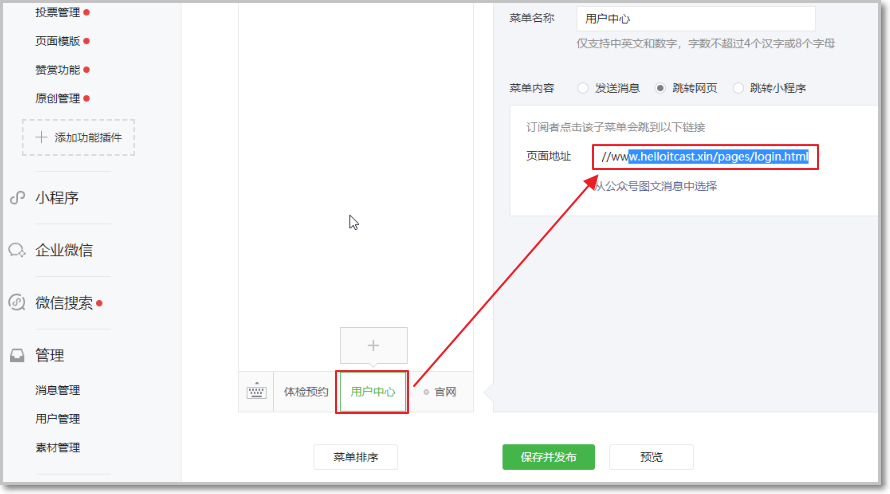 投票管理
页面模版
赞赏功能
原创管理
添加功能插件
小程序
企业微信
微信搜索
管理
消息管理
用户管理
素材管理
体检预约
用户中心
官网
菜单排序
菜单名称
用户中心
仅支持中英文和数字，字数不超过4个汉字或8个字母
菜单内容 发送消息 跳转网页 跳转小程序
订阅者点击该子菜单会跳到以下链接
页面地址 //www.helloitcast.xin/pages/login.html
从公众号图文消息中选择
保存并发布 预览